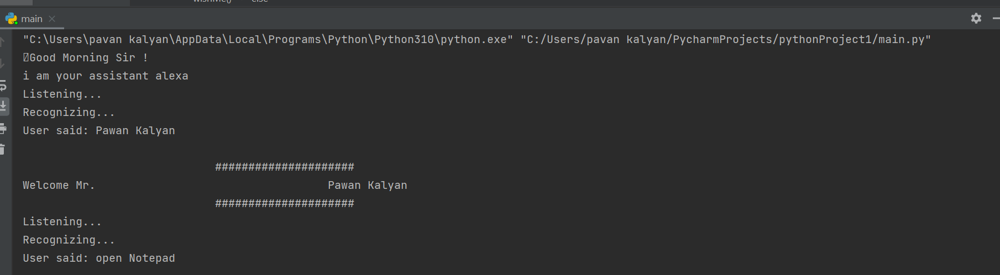 main
"C:\Users\pavan kalyan\AppData\Local\Programs\Python\Python310\python.exe" "C:/Users/pavan kalyan/PycharmProjects/pythonProject1/main.py"
Good Morning Sir !
i am your assistant alexa
Listening...
Recognizing...
User said: Pawan Kalyan
#####################
Welcome Mr. Pawan Kalyan
#####################
Listening...
Recognizing...
User said: open Notepad